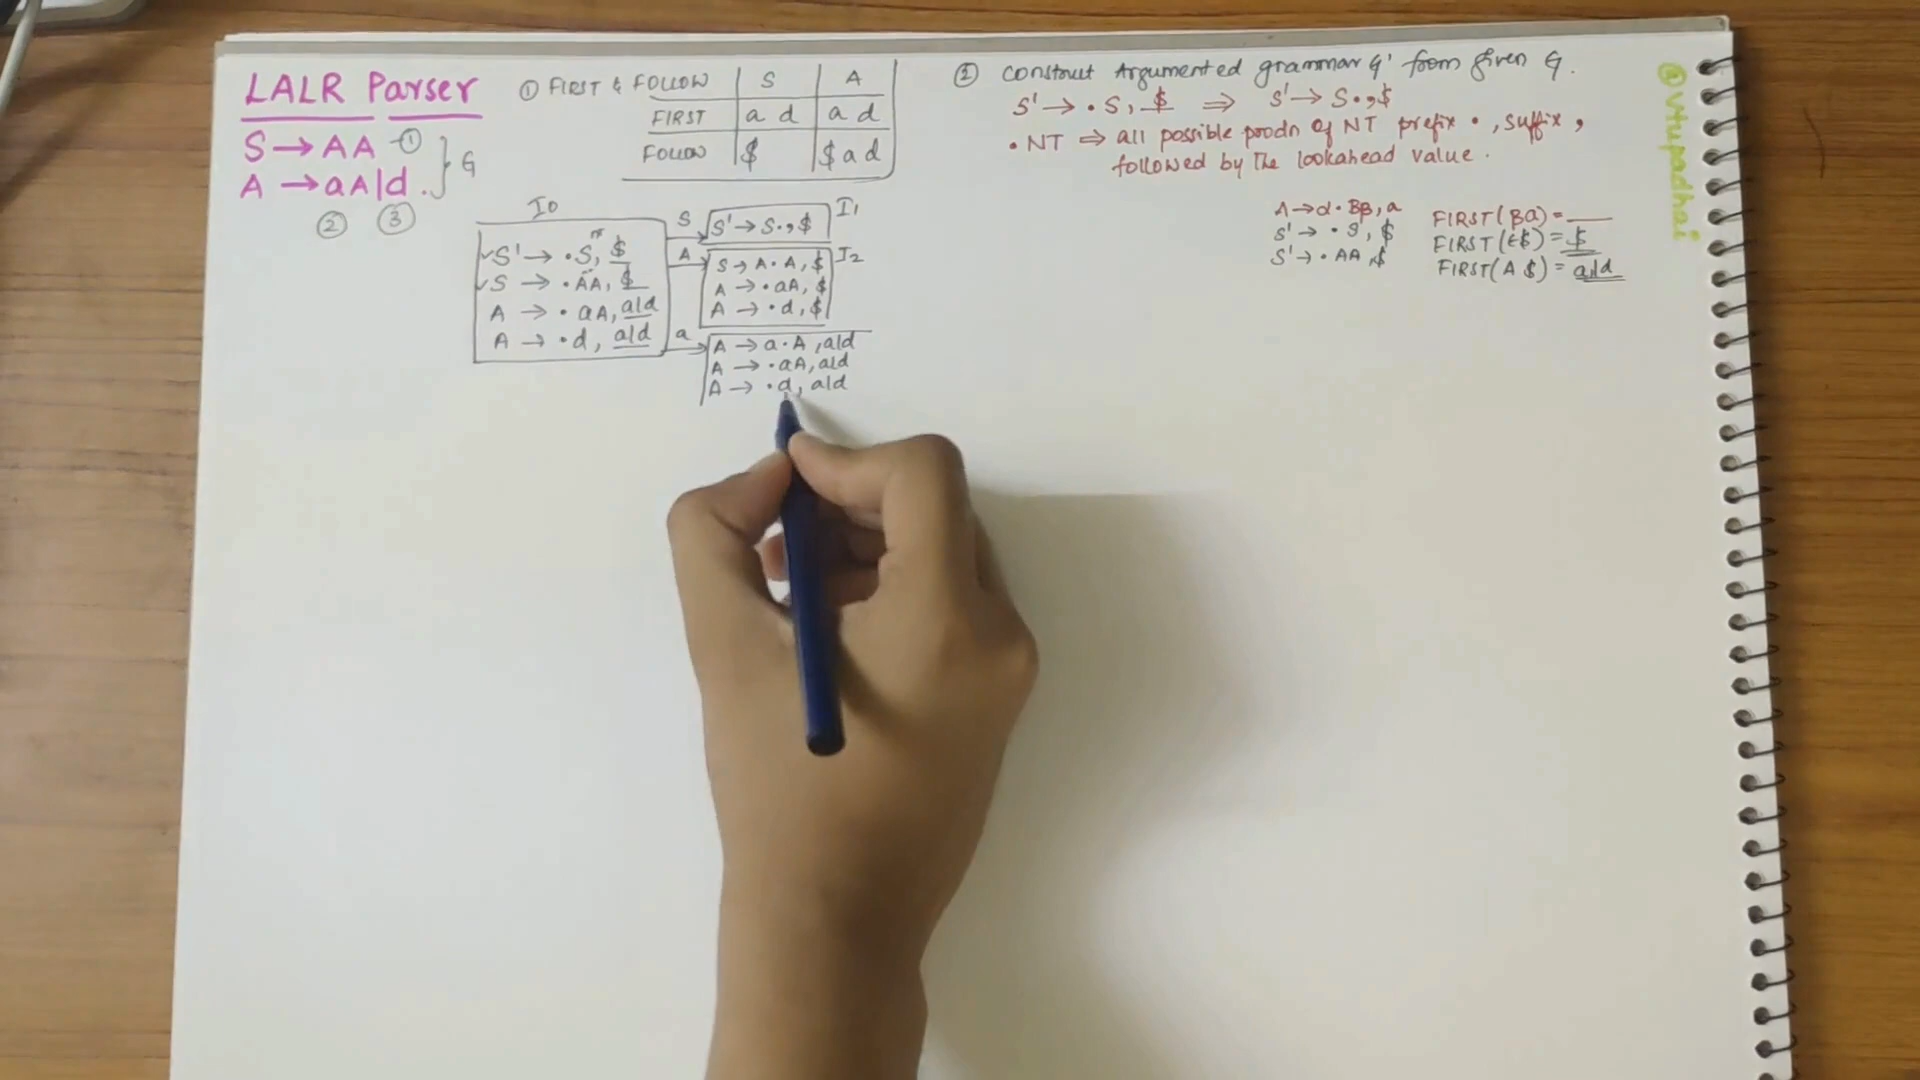 LALR Parser
S → AA -①
A → aA|d .
} G
② ③
① FIRST & FOLLOW | S | A
FIRST | a d | a d
FOLLOW | $ | $ a d
② Construct Argumented grammar G' from given G.
S' → • S, $ ⇒ S' → S•,$
• NT ⇒ all possible prodn of NT prefix •, suffix ,
followed by the lookahead value.
I0
S' → •S, $
S → •AA, $
A → •aA, a|d
A → •d, a|d
S
S' → S•,$
I1
A
S → A•A, $
I2
A → •aA, $
A → •d, $
a
A → a•A, a|d
A → •aA, a|d
A → •d, a|d
A → α•Bβ, a
S' → • S', $
S' → • AA, $
FIRST(βa) = ___
FIRST(ε$) = $
FIRST(A $) = a|d
@vtupadhai